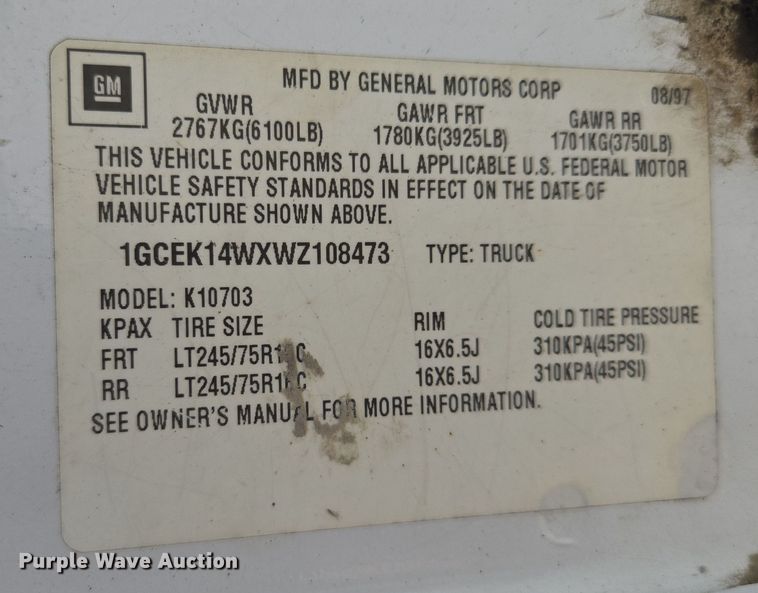 GM
MFD BY GENERAL MOTORS CORP 08/97
GVWR GAWR FRT GAWR RR
2767KG(6100LB) 1780KG(3925LB) 1701KG(3750LB)
THIS VEHICLE CONFORMS TO ALL APPLICABLE U.S. FEDERAL MOTOR
VEHICLE SAFETY STANDARDS IN EFFECT ON THE DATE OF
MANUFACTURE SHOWN ABOVE.
1GCEK14WXWZ108473 TYPE: TRUCK
MODEL: K10703
KPAX TIRE SIZE RIM COLD TIRE PRESSURE
FRT 16X6.5J 310KPA(45PSI)
RR LT245/75R16C 16X6.5J 310KPA(45PSI)
SEE OWNER'S MANUAL FOR MORE INFORMATION.
Purple Wave Auction